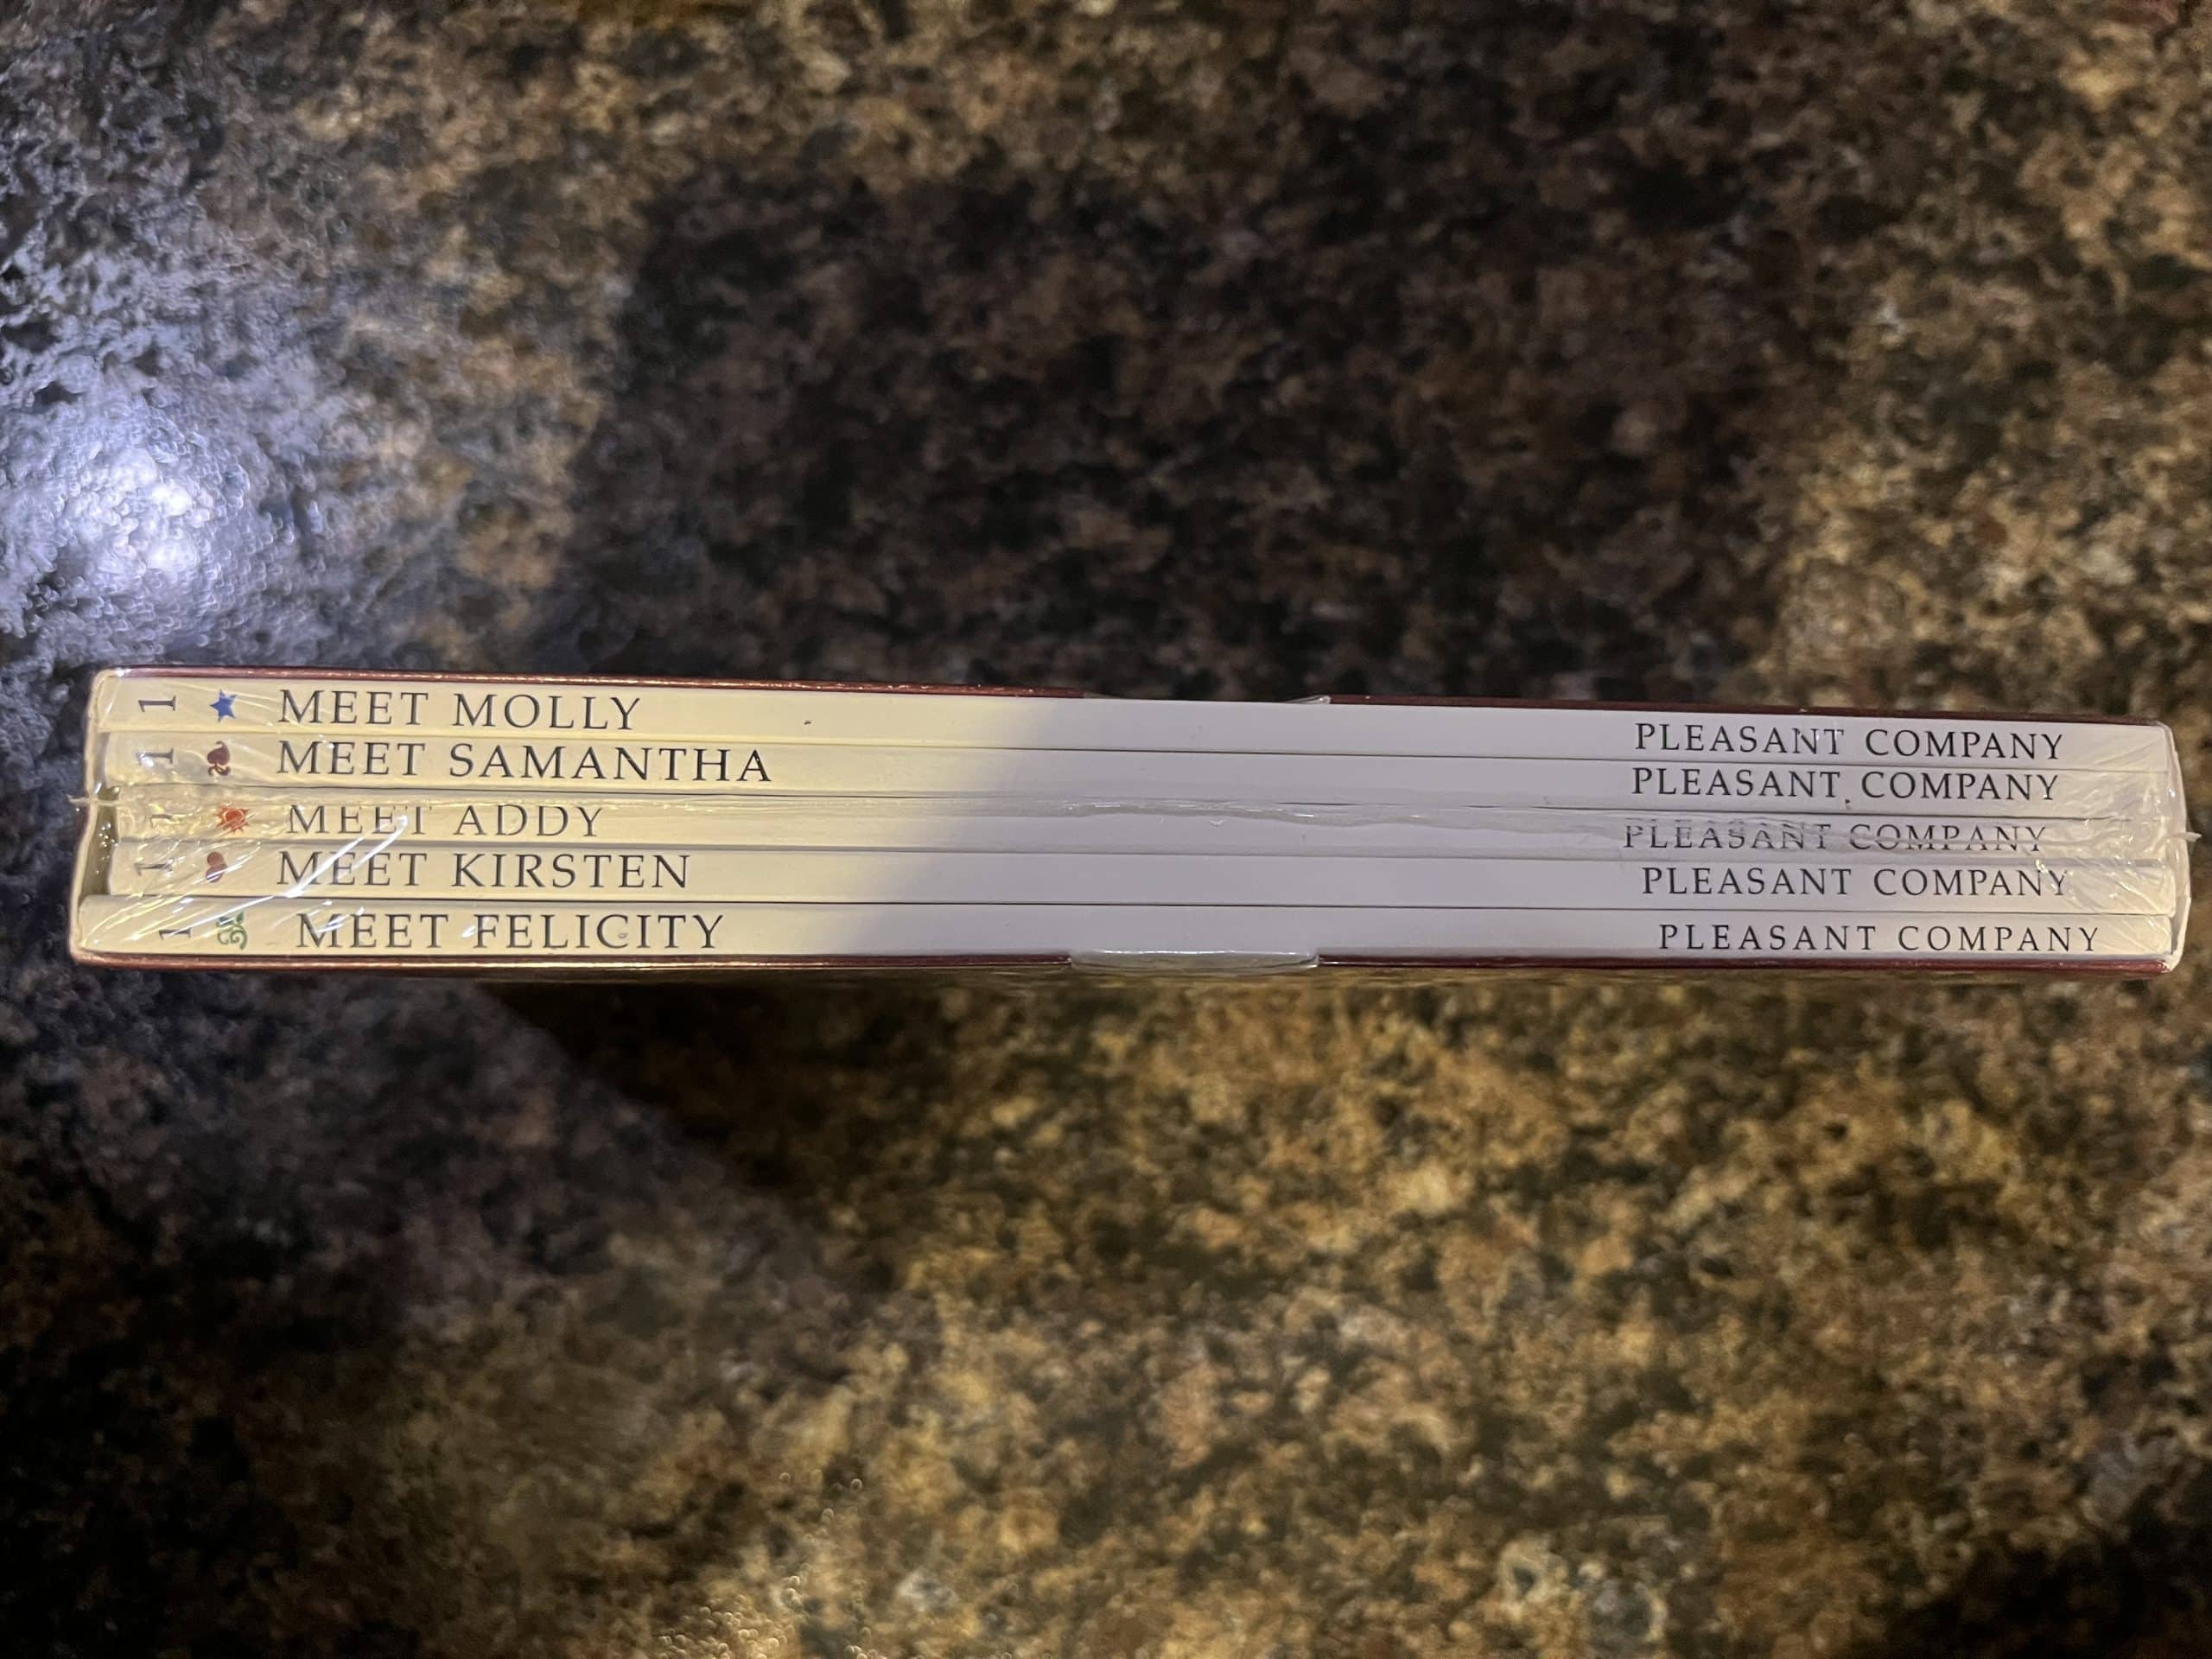 1 MEET MOLLY PLEASANT COMPANY
1 MEET SAMANTHA PLEASANT COMPANY
1 MEET ADDY PLEASANT COMPANY
1 MEET KIRSTEN PLEASANT COMPANY
1 MEET FELICITY PLEASANT COMPANY